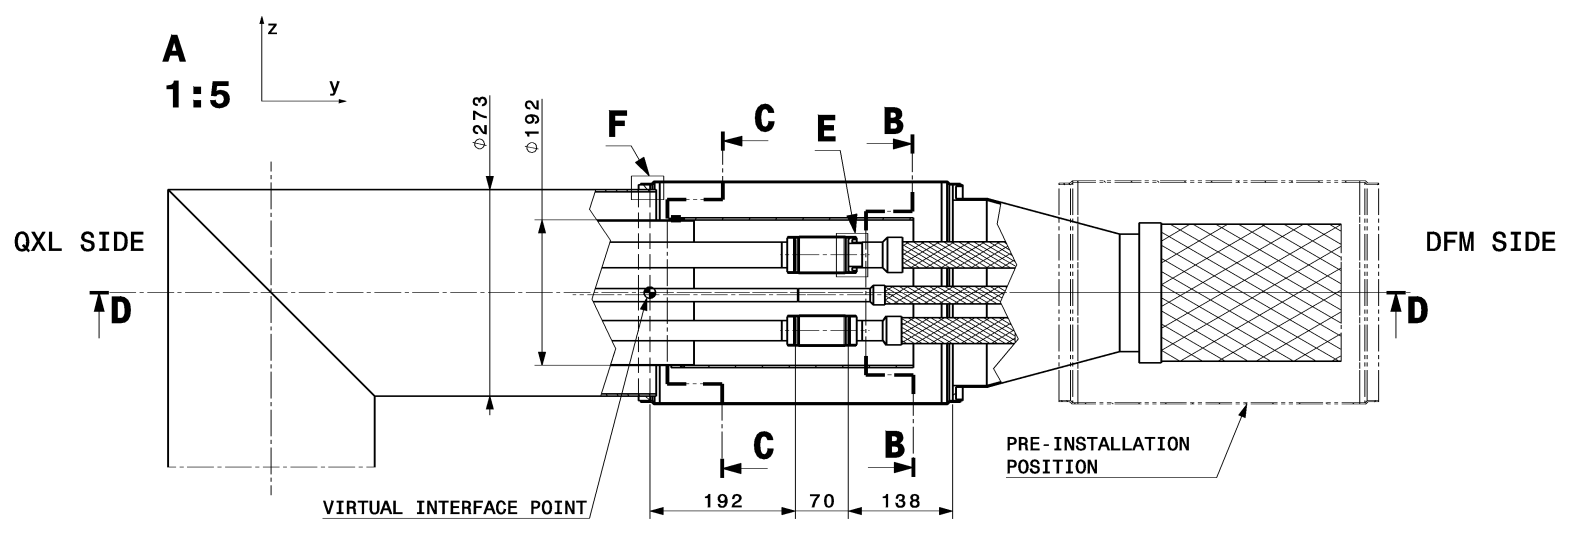 A
1:5
z
y
⌀273
⌀192
F
C
E
B
QXL SIDE
DFM SIDE
D
D
C
B
PRE-INSTALLATION
POSITION
VIRTUAL INTERFACE POINT
192
70
138